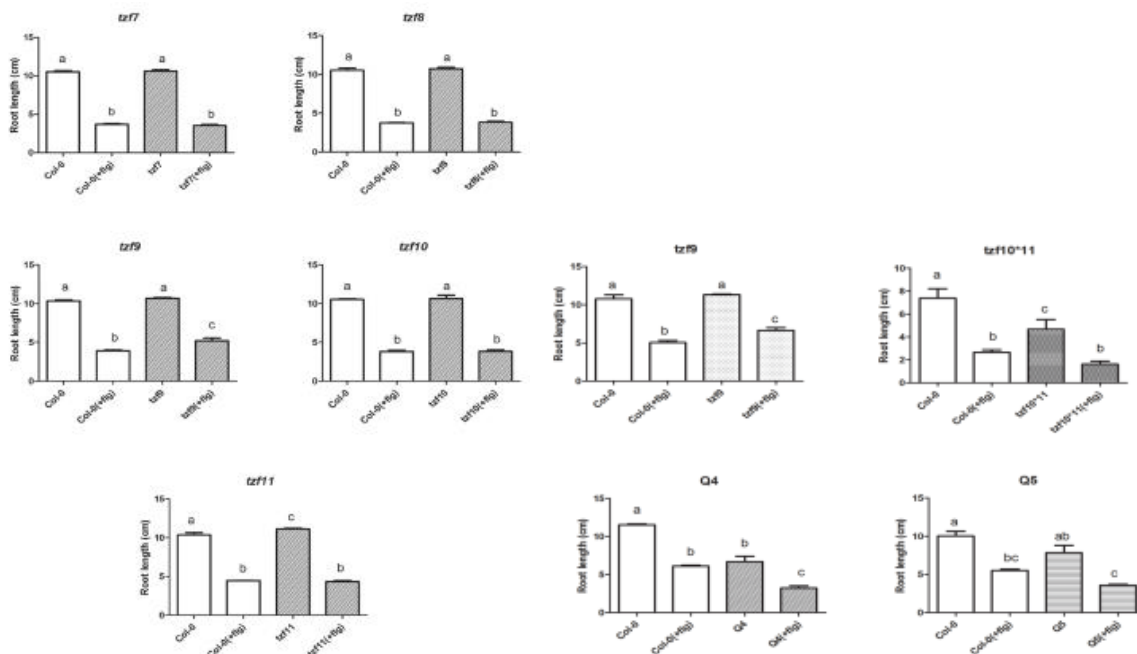 tzf7
Root length (cm)
15
10
5
0
a
b
a
b
Col-0
Col-0(+flg)
tzf7
tzf7(+flg)
tzf8
Root length (cm)
15
10
5
0
a
b
a
b
Col-0
Col-0(+flg)
tzf8
tzf8(+flg)
tzf9
Root length (cm)
15
10
5
0
a
b
a
c
Col-0
Col-0(+flg)
tzf9
tzf9(+flg)
tzf10
Root length (cm)
15
10
5
0
a
b
a
b
Col-0
Col-0(+flg)
tzf10
tzf10(+flg)
tzf9
Root length (cm)
15
10
5
0
a
b
a
c
Col-0
Col-0(+flg)
tzf9
tzf9(+flg)
tzf10*11
Root length (cm)
10
8
6
4
2
0
a
b
c
b
Col-0
Col-0(+flg)
tzf10*11
tzf10*11(+flg)
tzf11
Root length (cm)
15
10
5
0
a
b
c
b
Col-0
Col-0(+flg)
tzf11
tzf11(+flg)
Q4
Root length (cm)
15
10
5
0
a
b
b
c
Col-0
Col-0(+flg)
Q4
Q4(+flg)
Q5
Root length (cm)
15
10
5
0
a
bc
ab
c
Col-0
Col-0(+flg)
Q5
Q5(+flg)